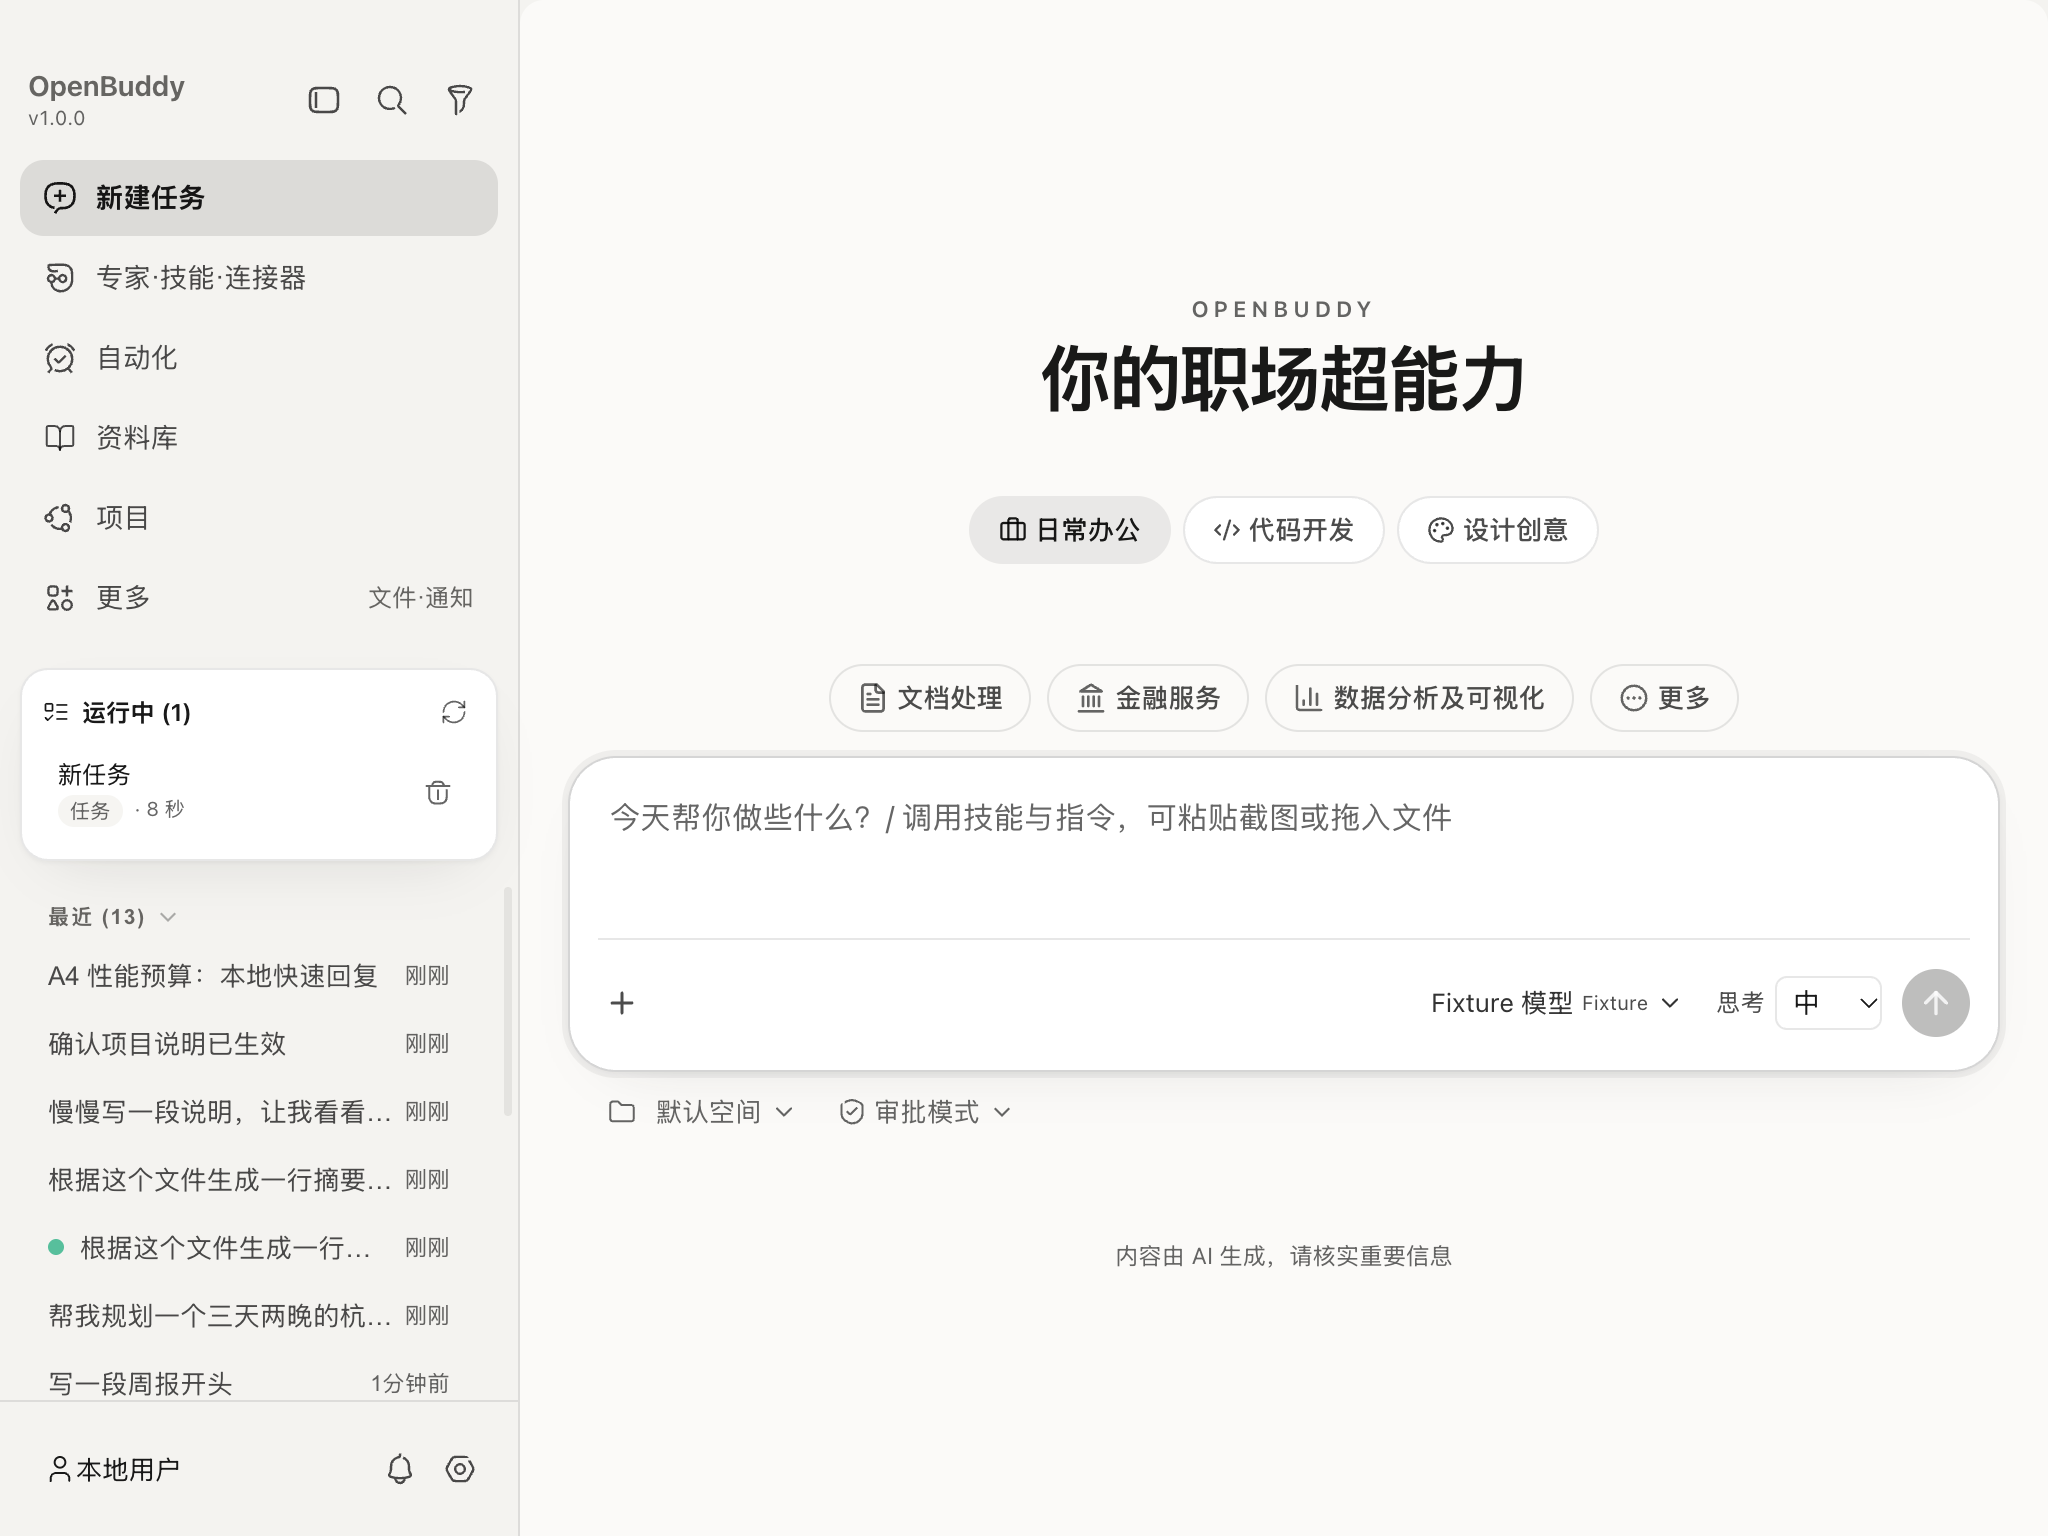 OpenBuddy
v1.0.0
新建任务
专家·技能·连接器
自动化
资料库
项目
更多 文件·通知
运行中 (1)
新任务
任务 · 8 秒
最近 (13)
A4 性能预算：本地快速回复 刚刚
确认项目说明已生效 刚刚
慢慢写一段说明，让我看看… 刚刚
根据这个文件生成一行摘要… 刚刚
根据这个文件生成一行… 刚刚
帮我规划一个三天两晚的杭… 刚刚
写一段周报开头 1分钟前
本地用户
OPENBUDDY
你的职场超能力
日常办公 代码开发 设计创意
文档处理 金融服务 数据分析及可视化 更多
今天帮你做些什么？/ 调用技能与指令，可粘贴截图或拖入文件
Fixture 模型 Fixture 思考 中
默认空间 审批模式
内容由 AI 生成，请核实重要信息